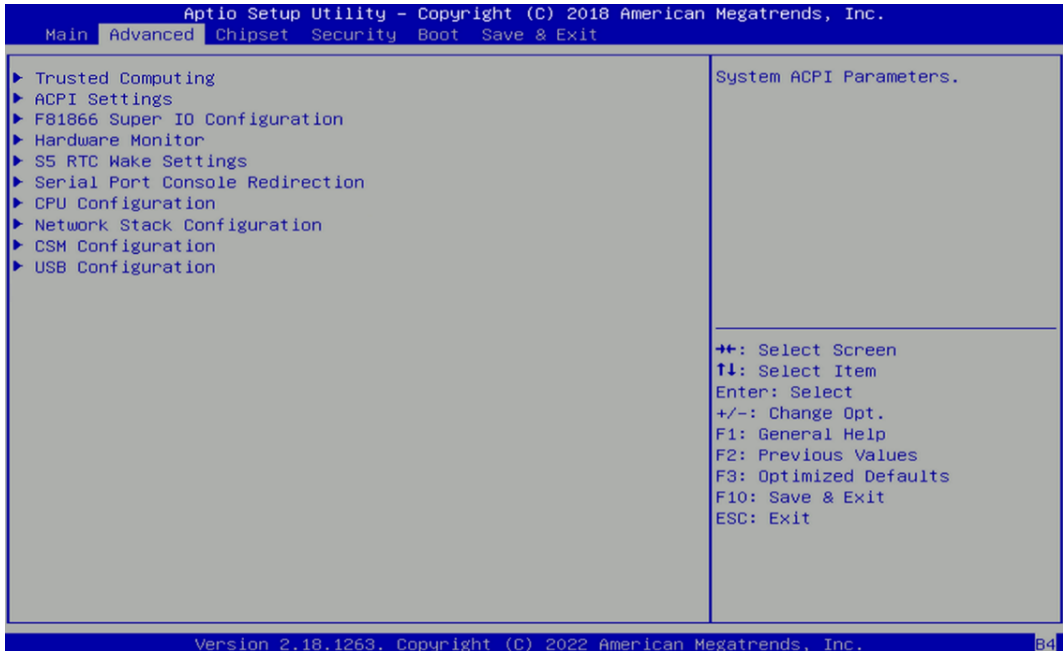 Aptio Setup Utility – Copyright (C) 2018 American Megatrends, Inc.
Main Advanced Chipset Security Boot Save & Exit
▶ Trusted Computing
▶ ACPI Settings
▶ F81866 Super IO Configuration
▶ Hardware Monitor
▶ S5 RTC Wake Settings
▶ Serial Port Console Redirection
▶ CPU Configuration
▶ Network Stack Configuration
▶ CSM Configuration
▶ USB Configuration
System ACPI Parameters.
→←: Select Screen
↑↓: Select Item
Enter: Select
+/-: Change Opt.
F1: General Help
F2: Previous Values
F3: Optimized Defaults
F10: Save & Exit
ESC: Exit
Version 2.18.1263. Copyright (C) 2022 American Megatrends, Inc.
B4